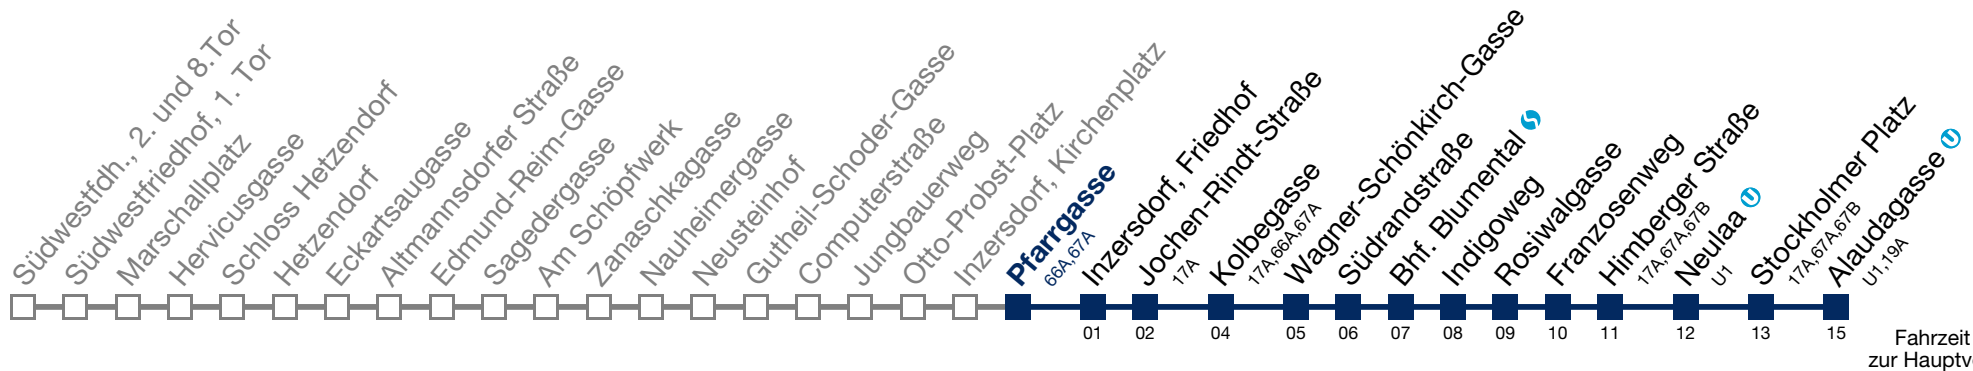 Südwestfdh., 2. und 8.Tor
Südwestfriedhof, 1. Tor
Marschallplatz
Hervicusgasse
Schloss Hetzendorf
Hetzendorf
Eckartsaugasse
Altmannsdorfer Straße
Edmund-Reim-Gasse
Sagedergasse
Am Schöpfwerk
Zanaschkagasse
Nauheimergasse
Neusteinhof
Gutheil-Schoder-Gasse
Computerstraße
Jungbauerweg
Otto-Probst-Platz
Inzersdorf, Kirchenplatz
Pfarrgasse
66A,67A
Inzersdorf, Friedhof
Jochen-Rindt-Straße
17A
Kolbegasse
17A,66A,67A
Wagner-Schönkirch-Gasse
Südrandstraße
Bhf. Blumental
Indigoweg
Rosiwalgasse
Franzosenweg
Himberger Straße
17A,67A,67B
Neulaa U
U1
Stockholmer Platz
17A,67A,67B
Alaudagasse U
U1,19A
01 02 04 05 06 07 08 09 10 11 12 13 15
Fahrzeit
zur Hauptve